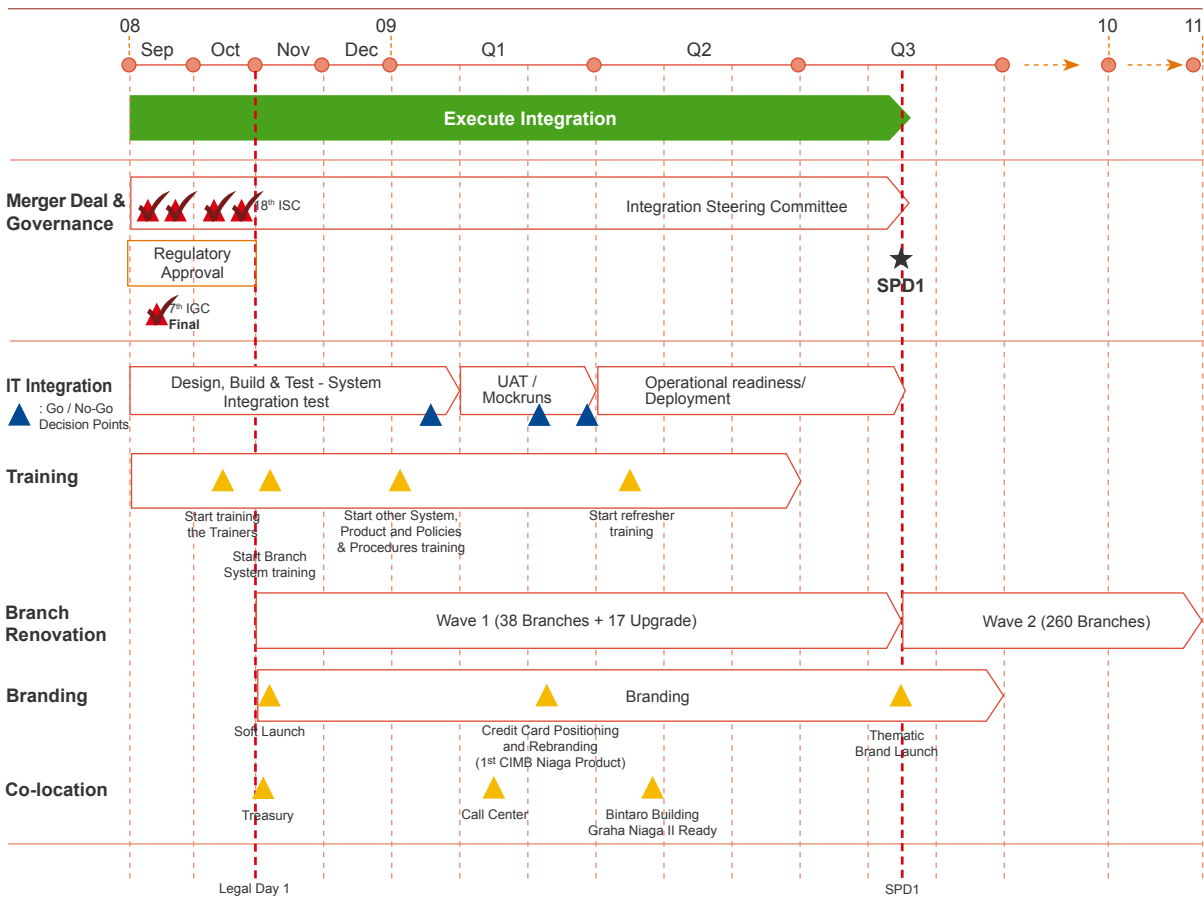 08
09
10
11
Sep
Oct
Nov
Dec
Q1
Q2
Q3
Execute Integration
Merger Deal &
Governance
18th ISC
Integration Steering Committee
Regulatory
Approval
SPD1
7th IGC
Final
IT Integration
: Go / No-Go
Decision Points
Design, Build & Test - System
Integration test
UAT /
Mockruns
Operational readiness/
Deployment
Training
Start training
the Trainers
Start Branch
System training
Start other System,
Product and Policies
& Procedures training
Start refresher
training
Branch
Renovation
Wave 1 (38 Branches + 17 Upgrade)
Wave 2 (260 Branches)
Branding
Branding
Soft Launch
Credit Card Positioning
and Rebranding
(1st CIMB Niaga Product)
Thematic
Brand Launch
Co-location
Treasury
Call Center
Bintaro Building
Graha Niaga II Ready
Legal Day 1
SPD1